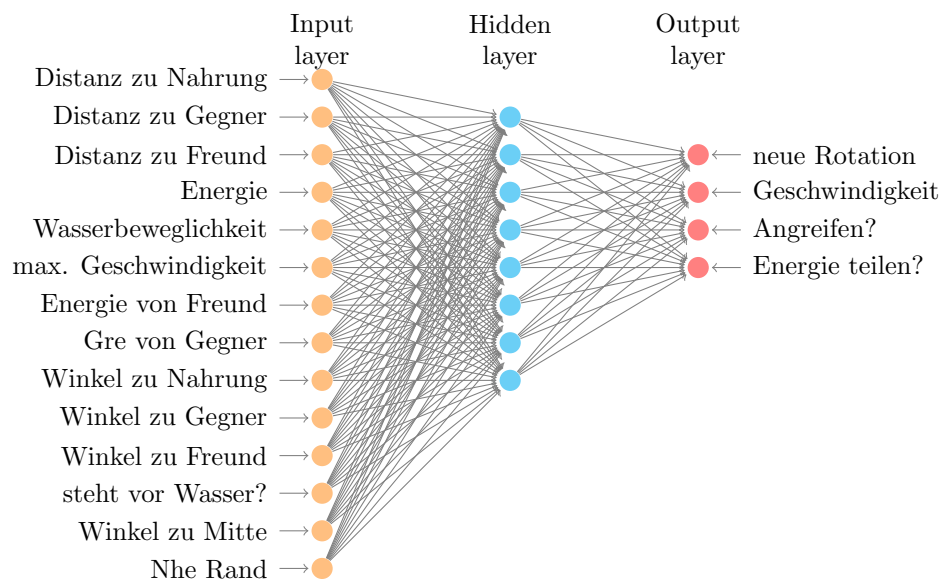 Input
layer
Hidden
layer
Output
layer
Distanz zu Nahrung
Distanz zu Gegner
Distanz zu Freund
Energie
Wasserbeweglichkeit
max. Geschwindigkeit
Energie von Freund
Gre von Gegner
Winkel zu Nahrung
Winkel zu Gegner
Winkel zu Freund
steht vor Wasser?
Winkel zu Mitte
Nhe Rand
neue Rotation
Geschwindigkeit
Angreifen?
Energie teilen?